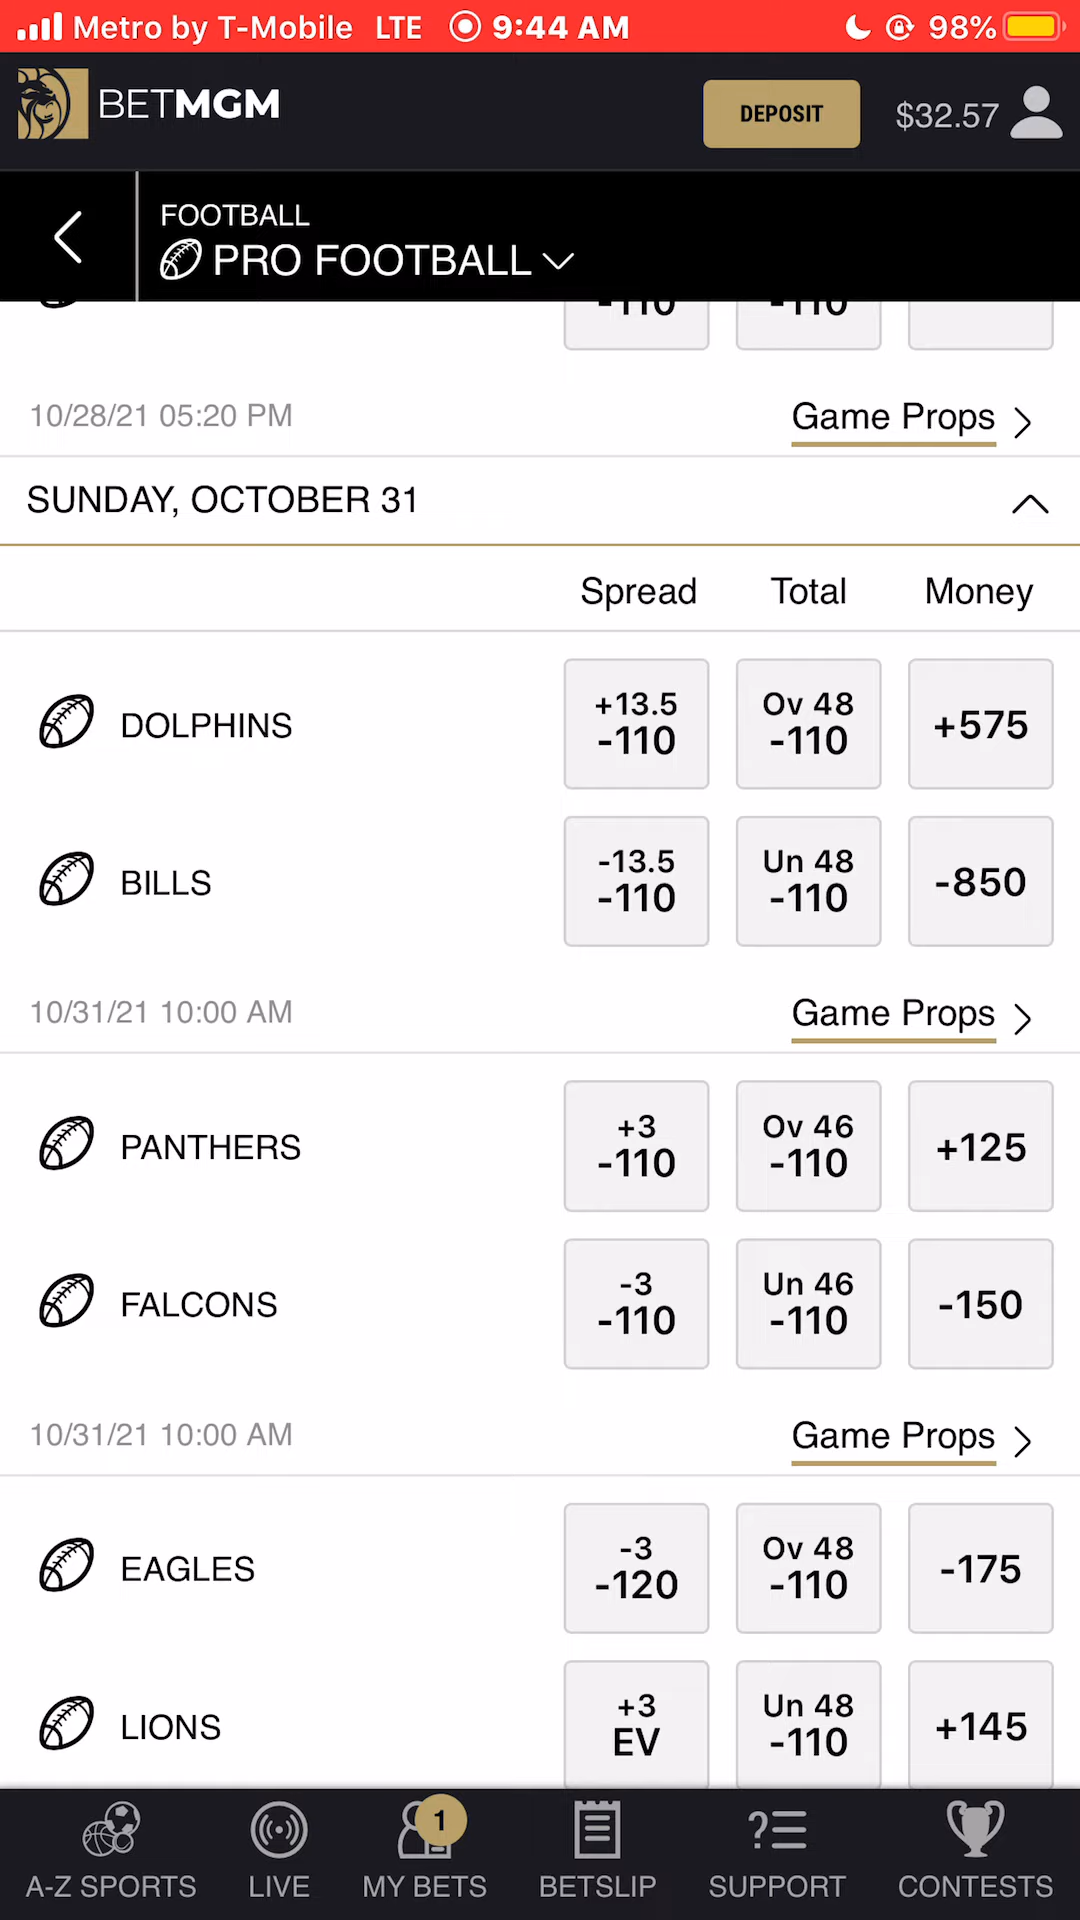 Metro by T-Mobile LTE 9:44 AM 98%
BETMGM DEPOSIT $32.57
FOOTBALL
PRO FOOTBALL
-110 -110
10/28/21 05:20 PM Game Props
SUNDAY, OCTOBER 31
Spread Total Money
+13.5 Ov 48
DOLPHINS -110 -110 +575
-13.5 Un 48
BILLS -110 -110 -850
10/31/21 10:00 AM Game Props
+3 Ov 46
PANTHERS -110 -110 +125
-3 Un 46
FALCONS -110 -110 -150
10/31/21 10:00 AM Game Props
-3 Ov 48
EAGLES -120 -110 -175
+3 Un 48
LIONS EV -110 +145
1
A-Z SPORTS LIVE MY BETS BETSLIP SUPPORT CONTESTS